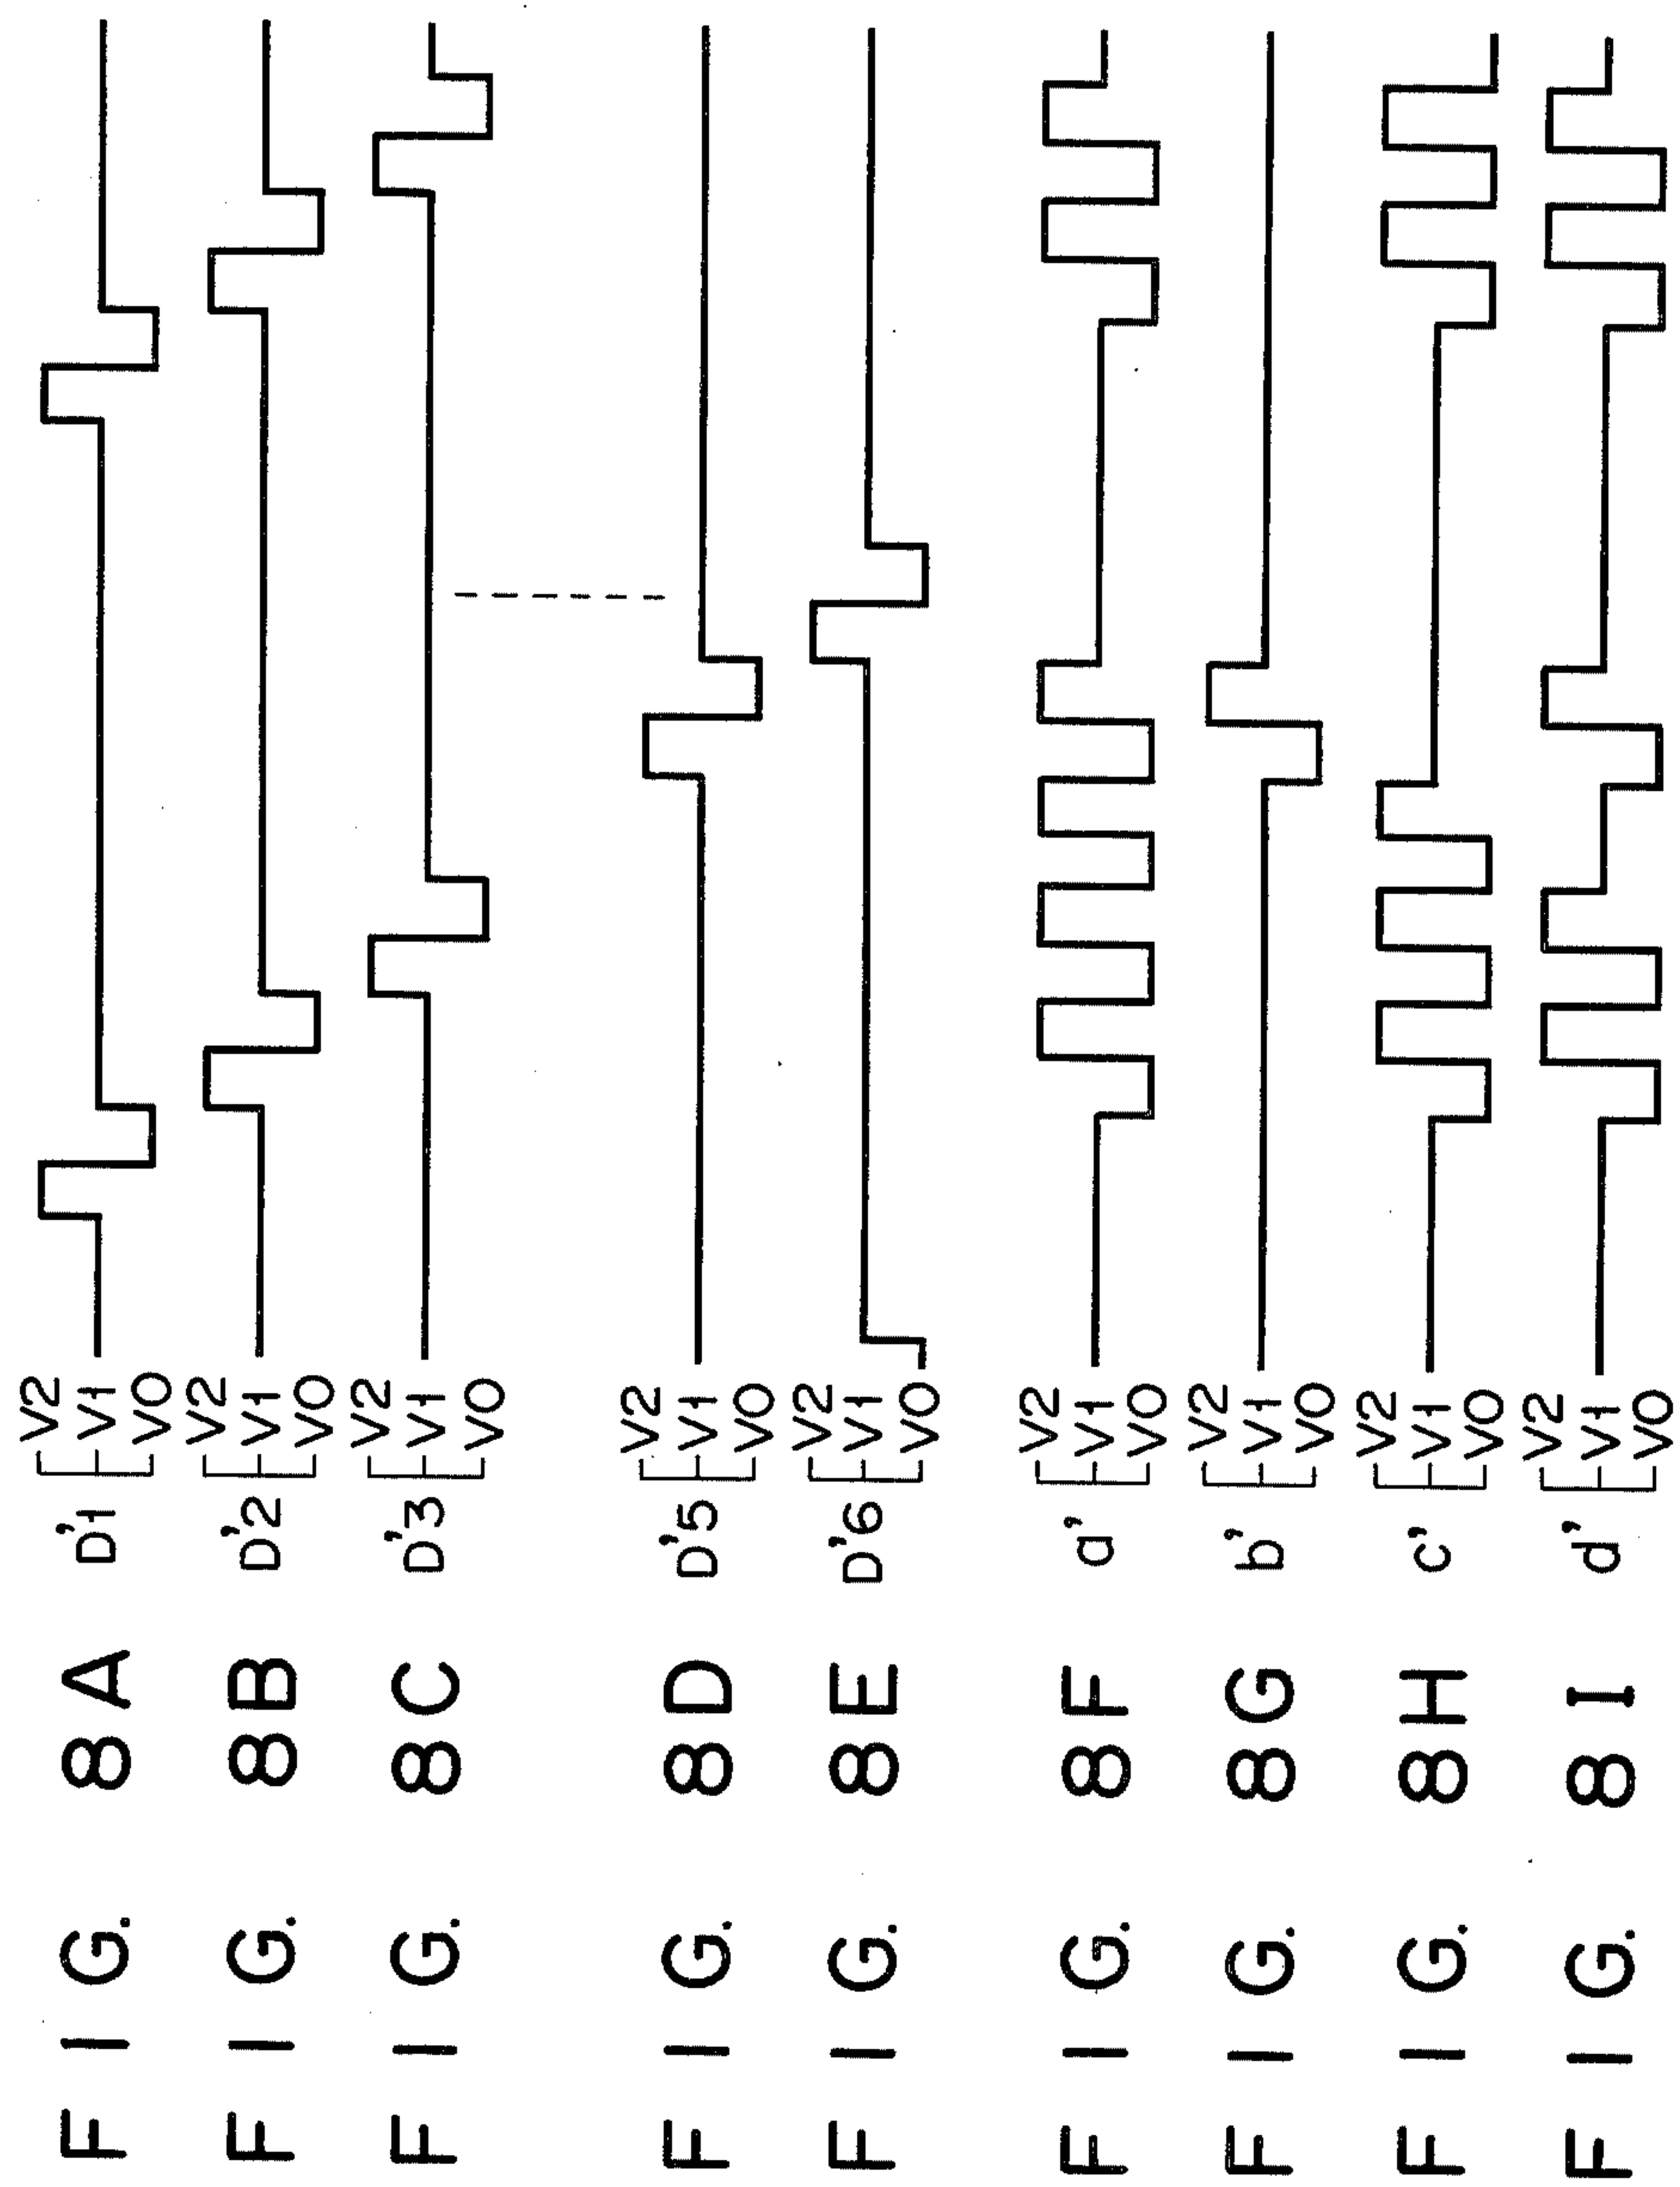 FIG. 8A D'1 V2 V1 V0
FIG. 8B D'2 V2 V1 V0
FIG. 8C D'3 V2 V1 V0
FIG. 8D D'5 V2 V1 V0
FIG. 8E D'6 V2 V1 V0
FIG. 8F a' V2 V1 V0
FIG. 8G b' V2 V1 V0
FIG. 8H c' V2 V1 V0
FIG. 8I d' V2 V1 V0